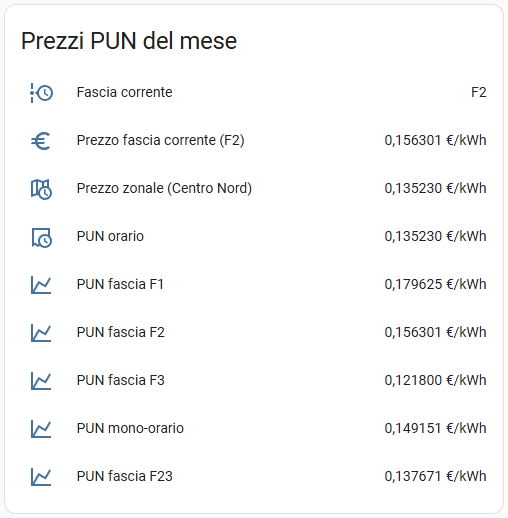 Prezzi PUN del mese
Fascia corrente F2
Prezzo fascia corrente (F2) 0,156301 €/kWh
Prezzo zonale (Centro Nord) 0,135230 €/kWh
PUN orario 0,135230 €/kWh
PUN fascia F1 0,179625 €/kWh
PUN fascia F2 0,156301 €/kWh
PUN fascia F3 0,121800 €/kWh
PUN mono-orario 0,149151 €/kWh
PUN fascia F23 0,137671 €/kWh